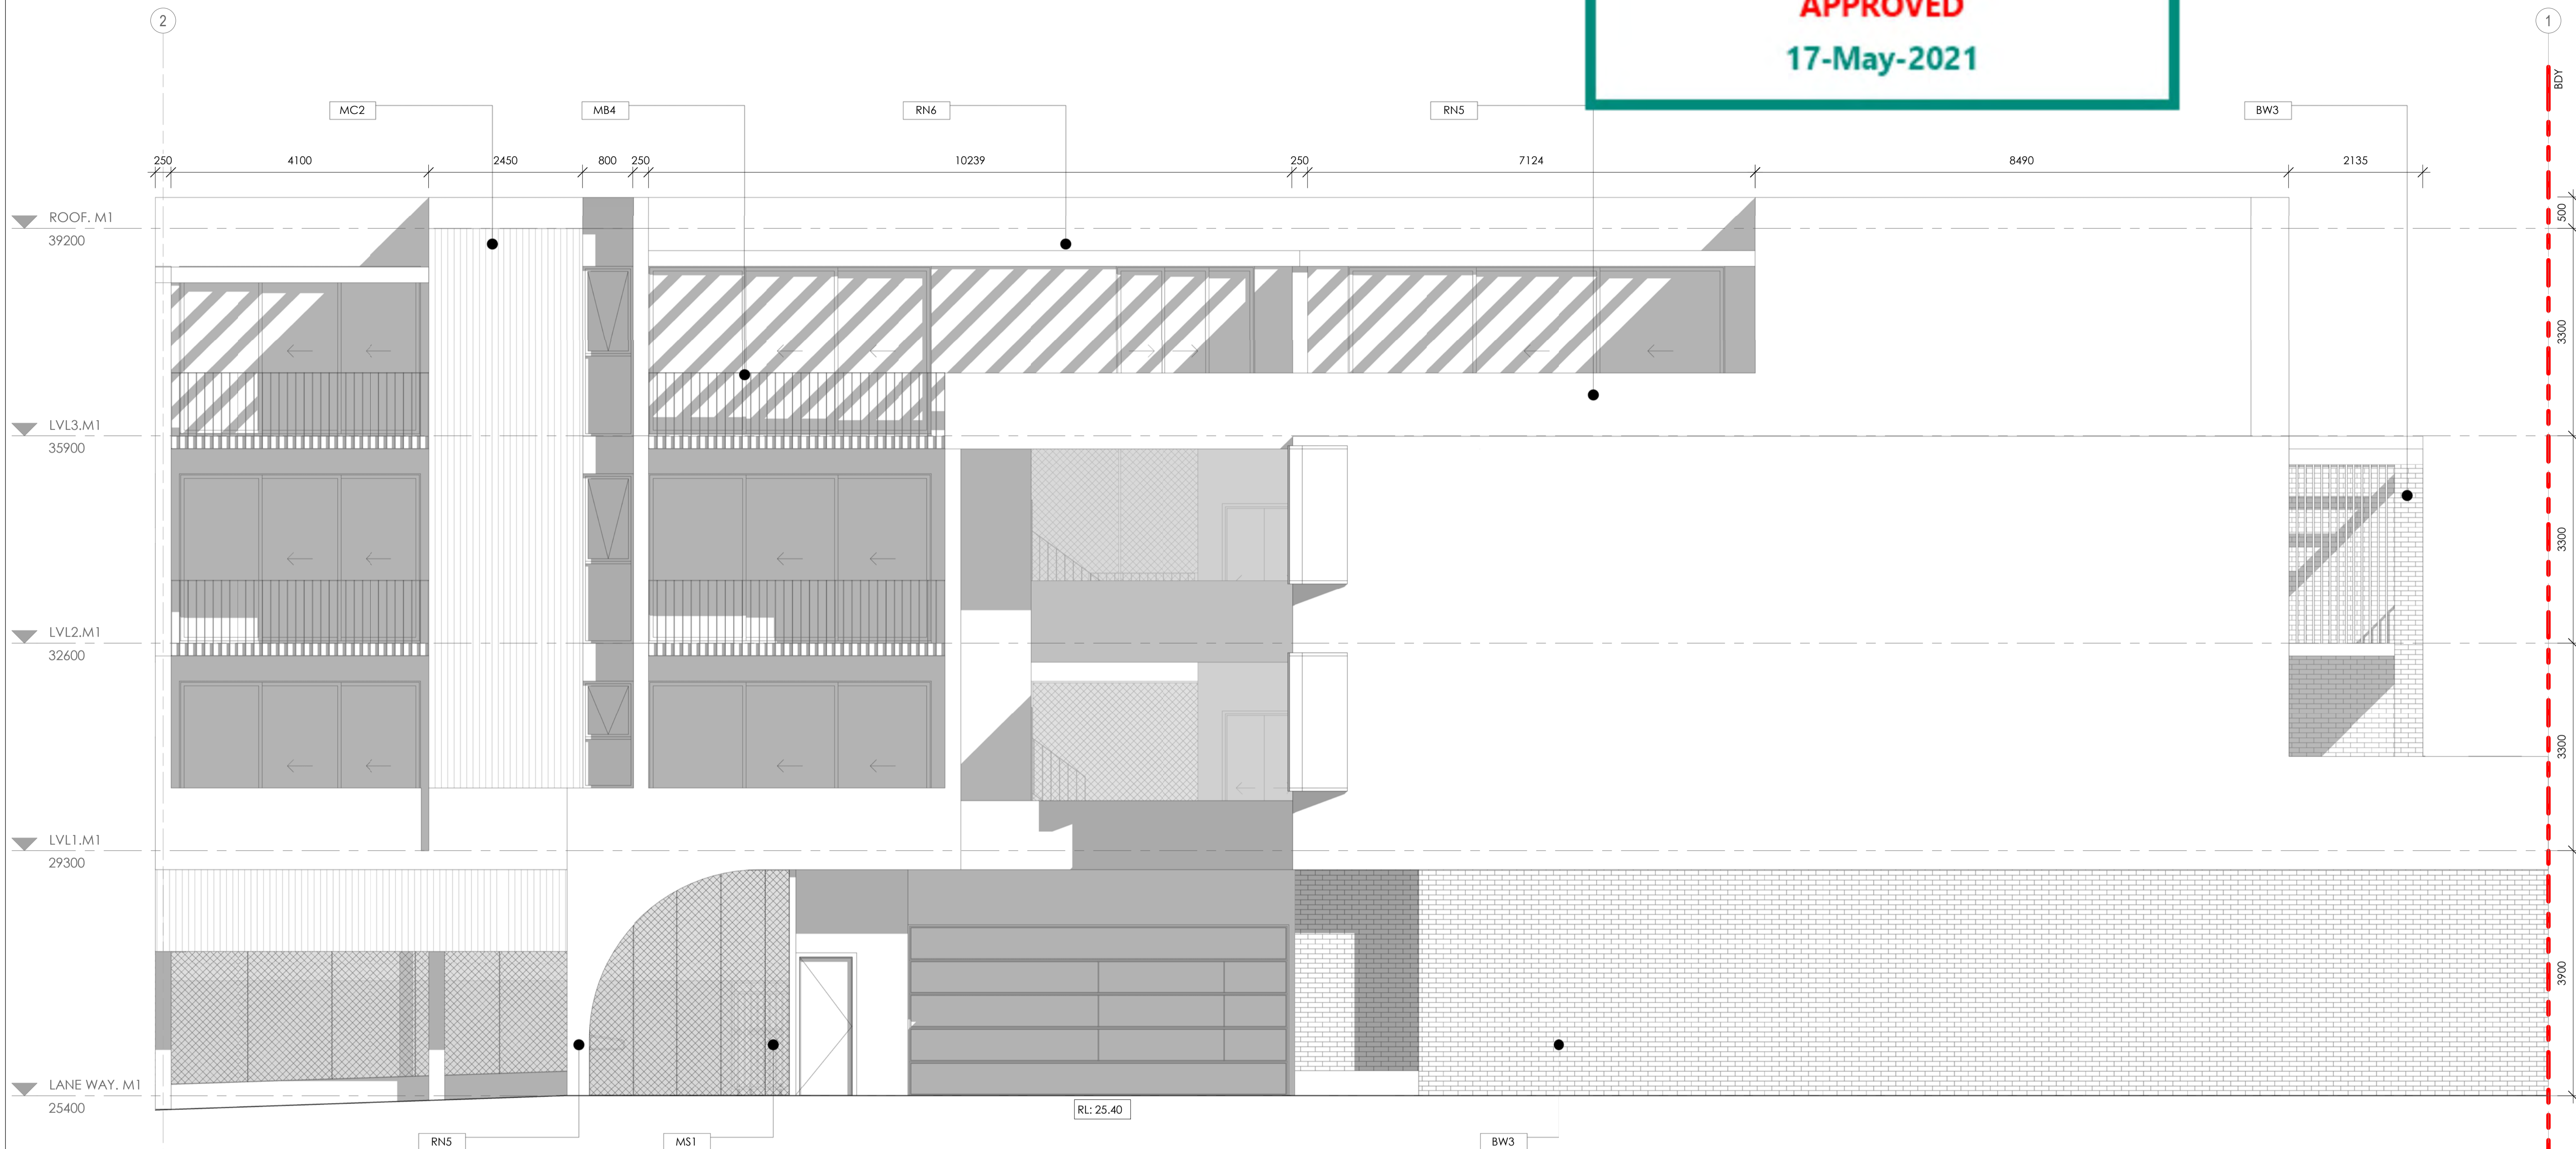 APPROVED
17-May-2021
2
1
BDY
MC2
MB4
RN6
RN5
BW3
250
4100
2450
800
250
10239
250
7124
8490
2135
ROOF. M1
39200
LVL3.M1
35900
LVL2.M1
32600
LVL1.M1
29300
LANE WAY. M1
25400
500
3300
3300
3300
3900
RL: 25.40
RN5
MS1
BW3